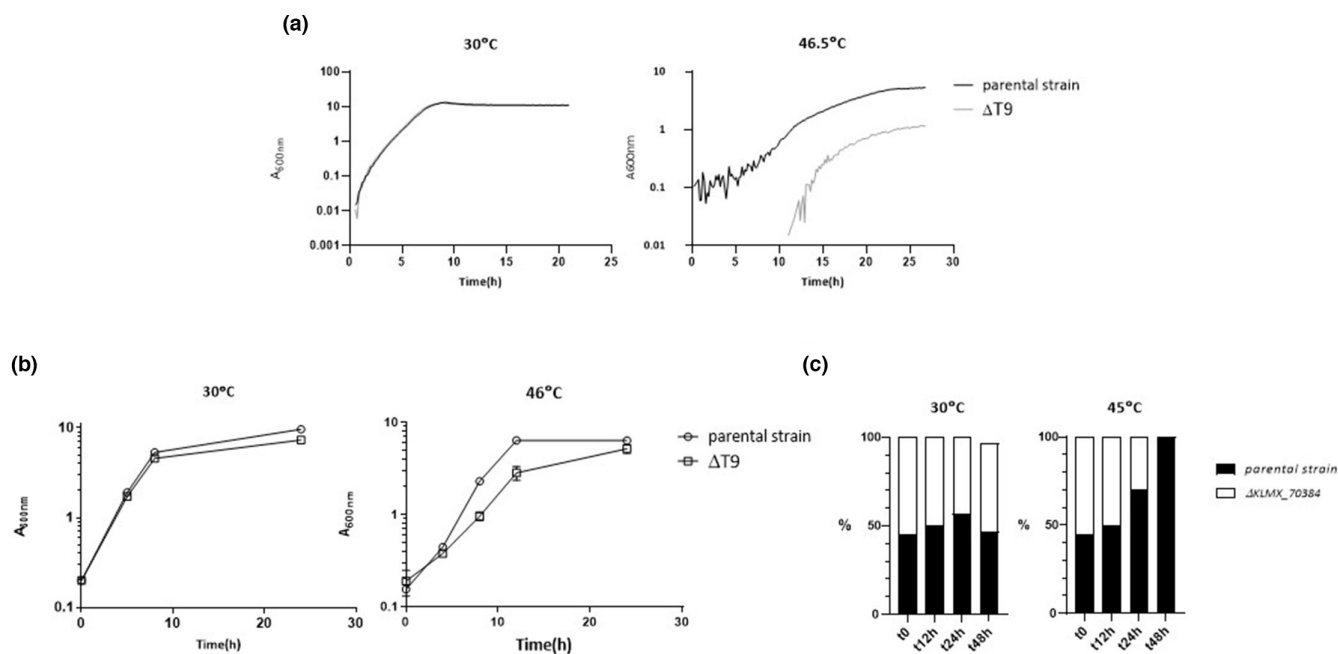 (a)
30°C
100
10
1
0.1
0.01
0.001
A600nm
0 5 10 15 20 25
Time(h)
46.5°C
10
1
0.1
0.01
A600nm
0 5 10 15 20 25 30
Time(h)
parental strain
ΔT9
(b)
30°C
10
1
0.1
A600nm
0 10 20 30
Time(h)
46°C
10
1
0.1
A600nm
0 10 20 30
Time(h)
parental strain
ΔT9
(c)
30°C
100
50
0
%
t0 t12h t24h t48h
45°C
100
50
0
%
t0 t12h t24h t48h
parental strain
ΔKLMX_70384